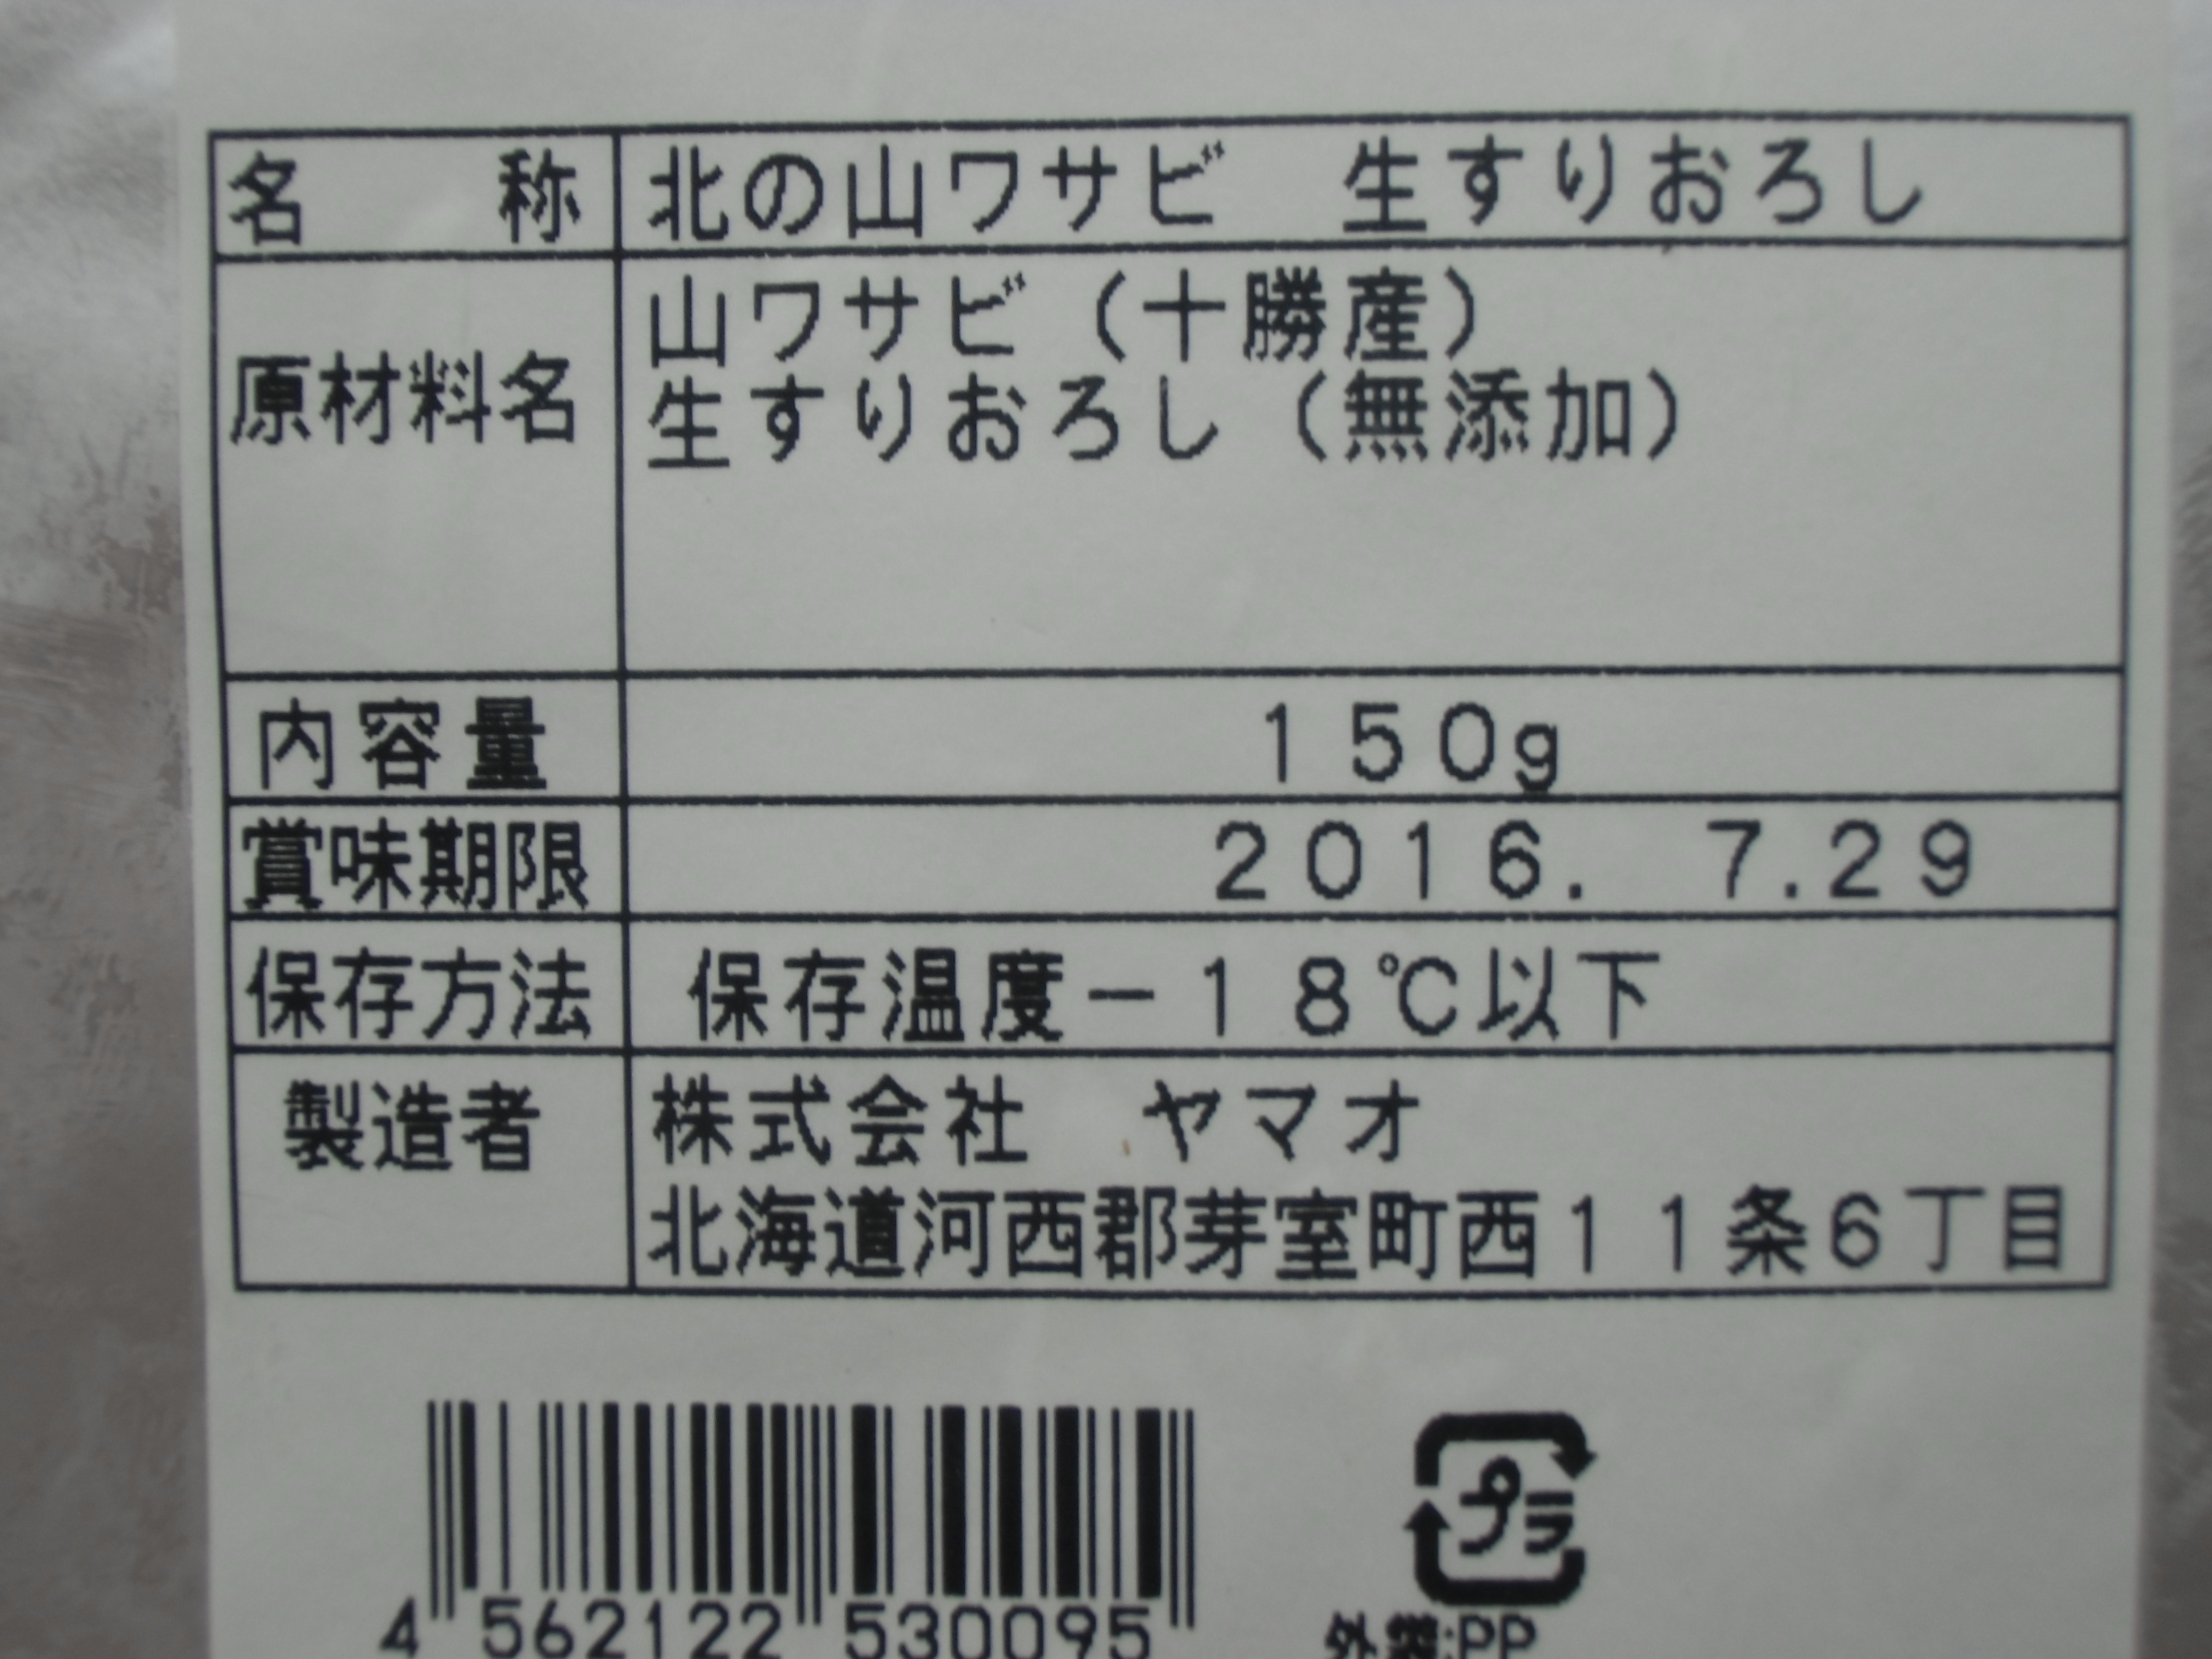 名　称 北の山ワサビ　生すりおろし
原材料名 山ワサビ（十勝産）
生すりおろし（無添加）
内容量 150g
賞味期限 2016. 7.29
保存方法 保存温度－18℃以下
製造者 株式会社　ヤマオ
北海道河西郡芽室町西11条6丁目
プラ
4 562122 530095
外装:PP